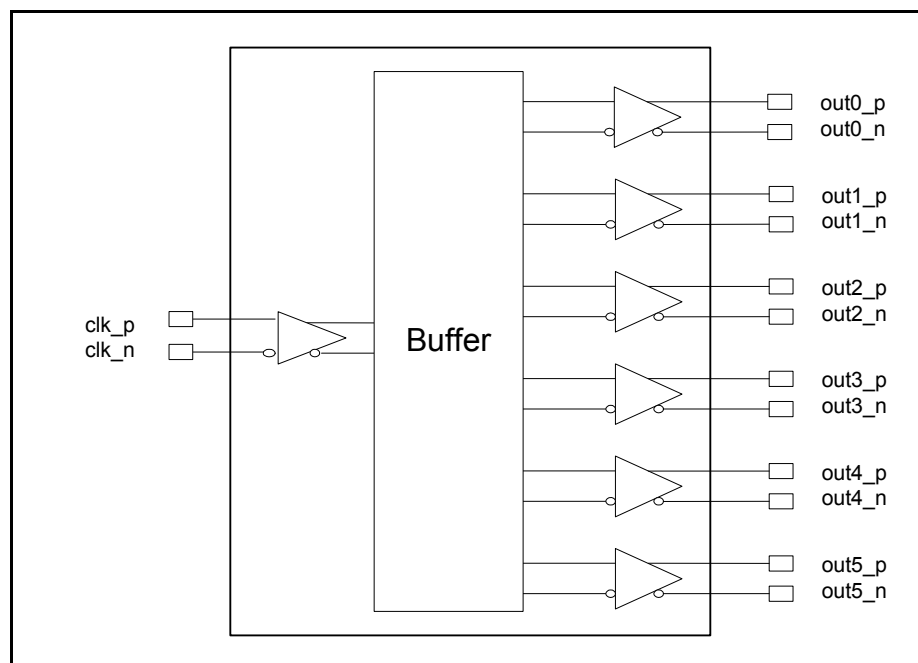 clk_p
clk_n
Buffer
out0_p
out0_n
out1_p
out1_n
out2_p
out2_n
out3_p
out3_n
out4_p
out4_n
out5_p
out5_n